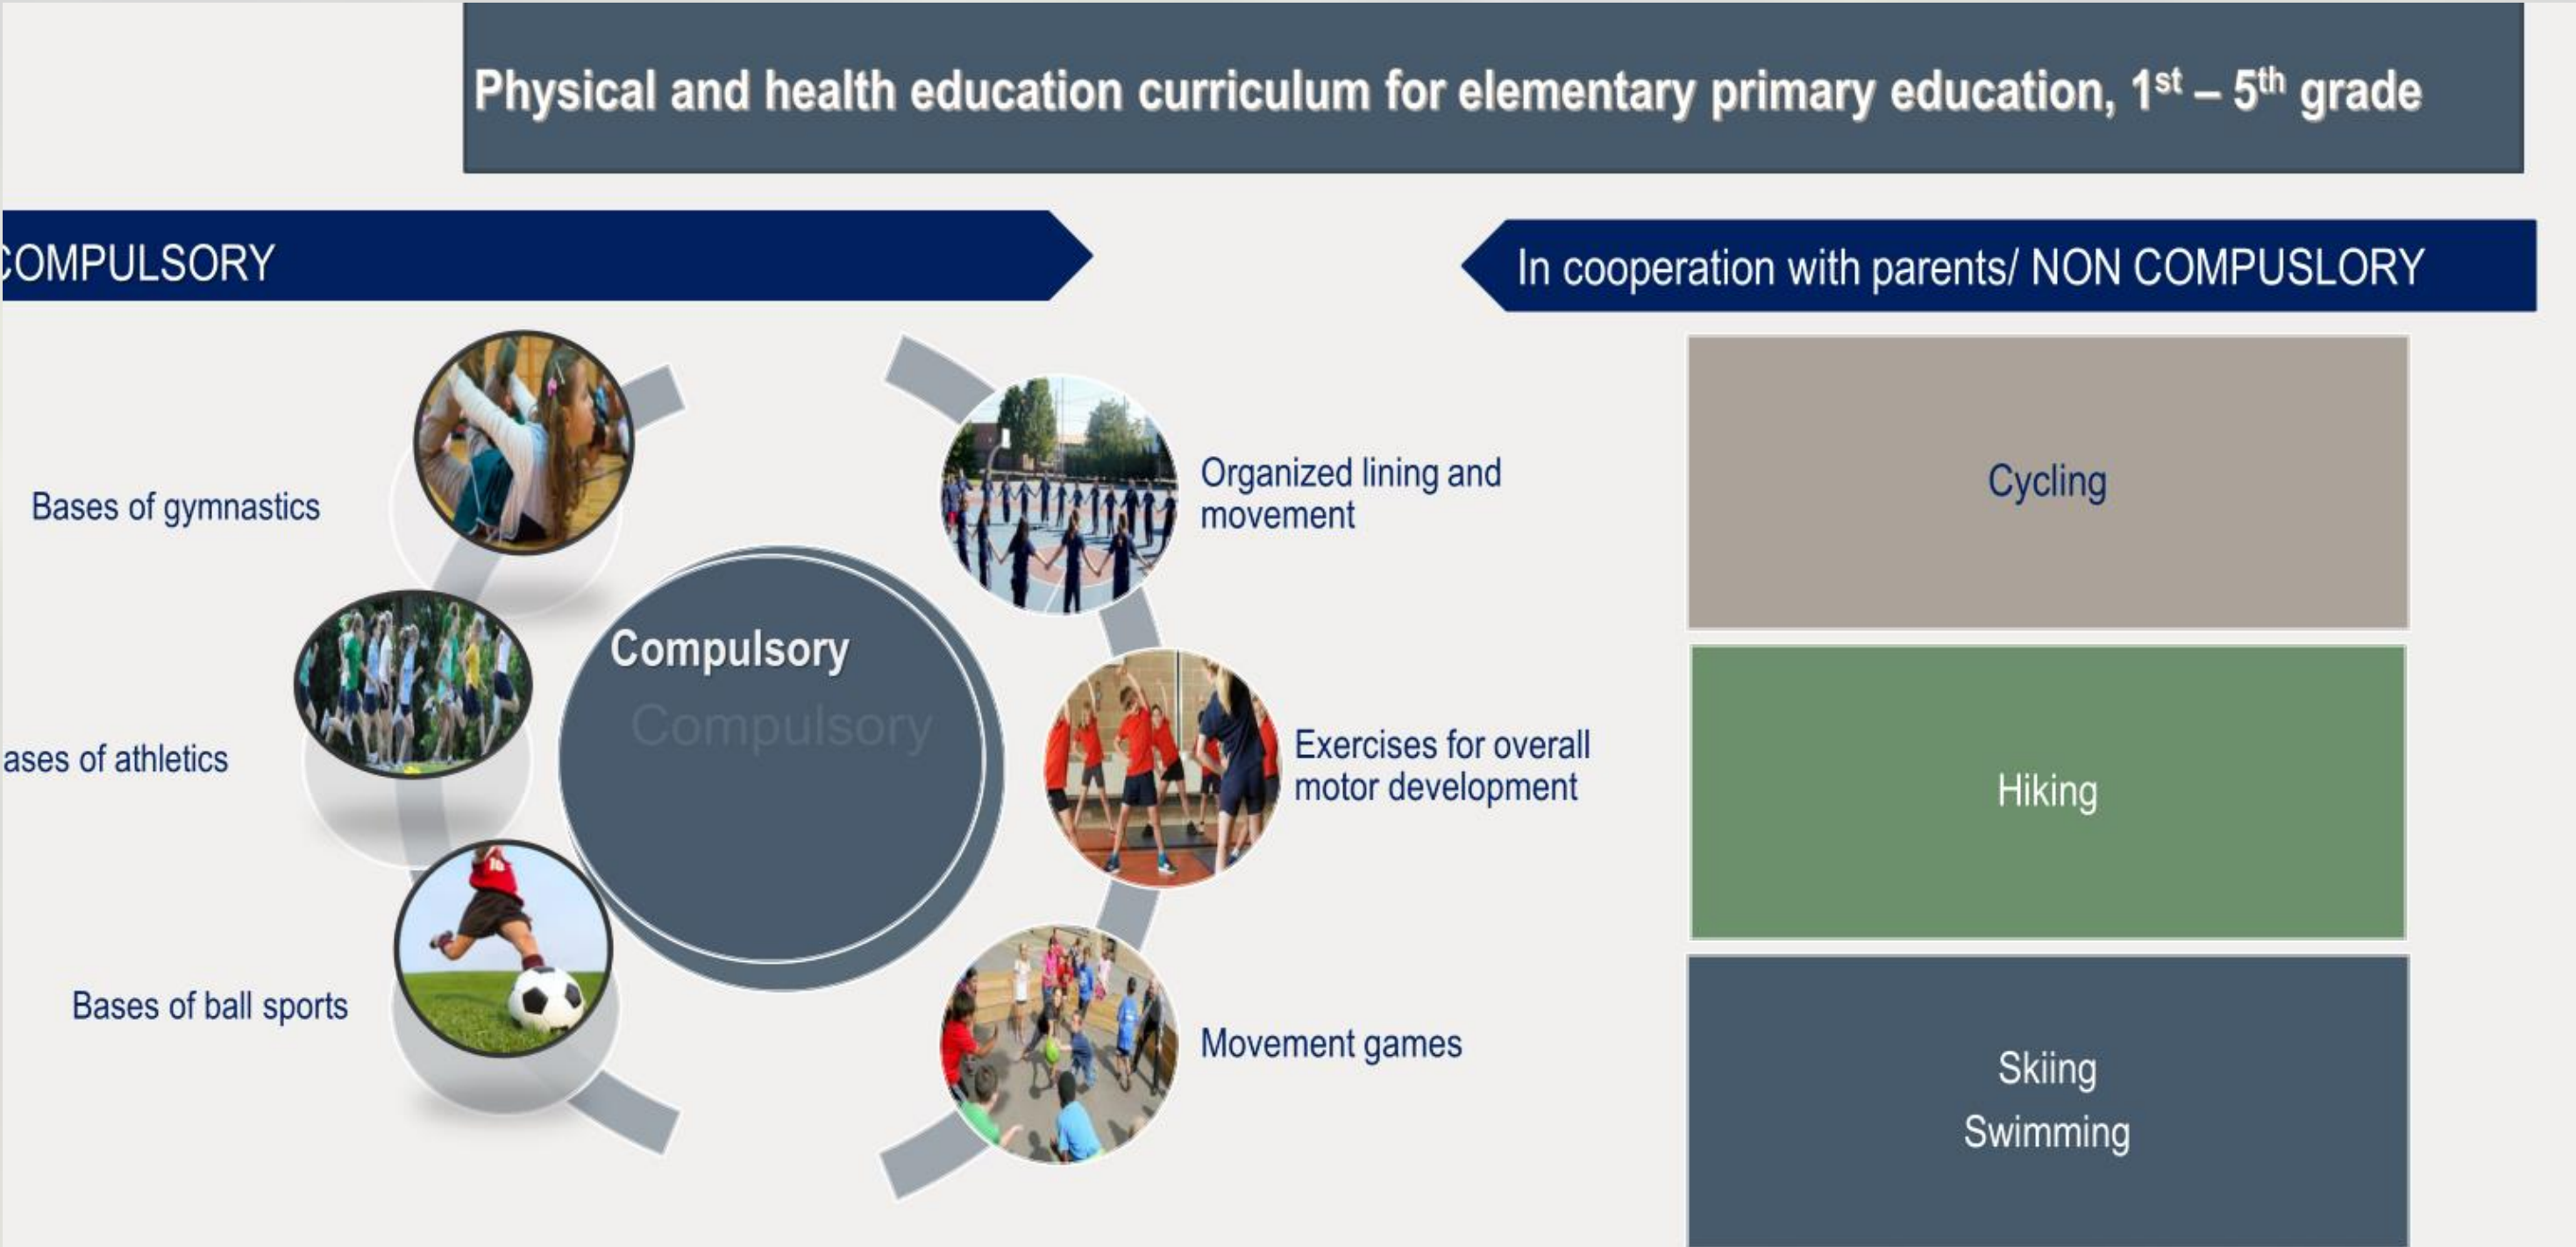 Physical and health education curriculum for elementary primary education, 1st – 5th grade
COMPULSORY
In cooperation with parents/ NON COMPUSLORY
Bases of gymnastics
ases of athletics
Bases of ball sports
Compulsory
Compulsory
Organized lining and
movement
Exercises for overall
motor development
Movement games
Cycling
Hiking
Skiing
Swimming